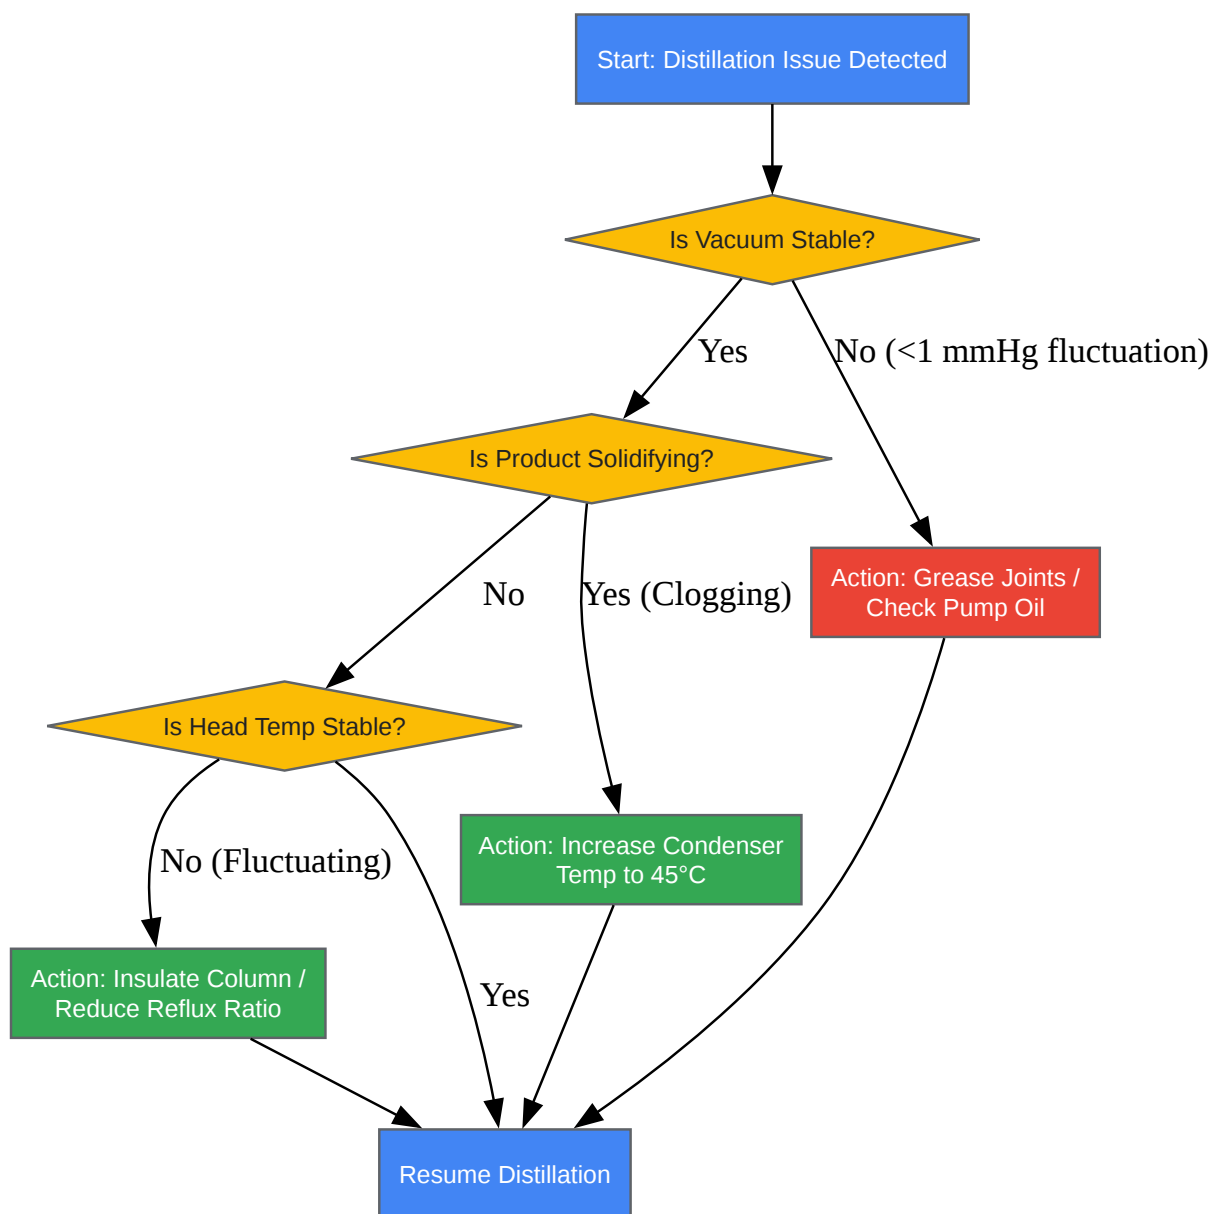 Start: Distillation Issue Detected
Is Vacuum Stable?
Yes
No (<1 mmHg fluctuation)
Is Product Solidifying?
No
Yes (Clogging)
Action: Grease Joints /
Check Pump Oil
Is Head Temp Stable?
No (Fluctuating)
Action: Increase Condenser
Temp to 45°C
Action: Insulate Column /
Reduce Reflux Ratio
Yes
Resume Distillation